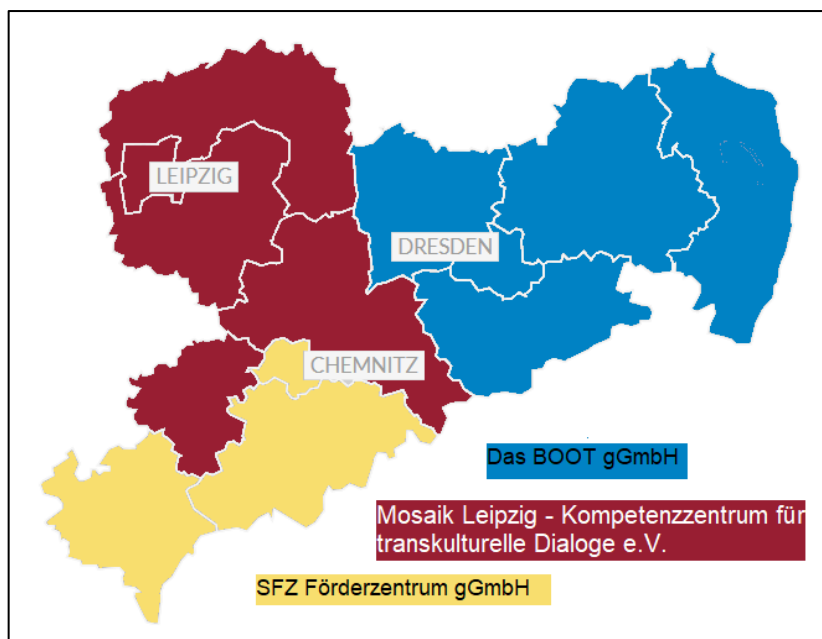 LEIPZIG
DRESDEN
CHEMNITZ
Das BOOT gGmbH
Mosaik Leipzig - Kompetenzzentrum für
transkulturelle Dialoge e.V.
SFZ Förderzentrum gGmbH